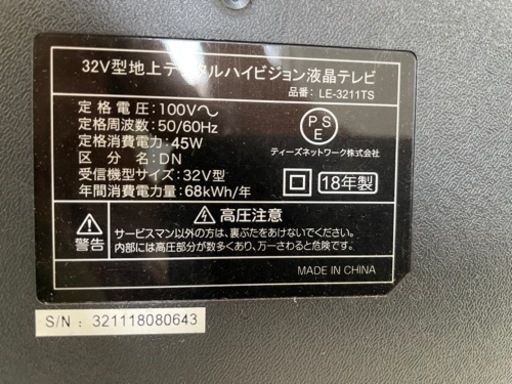 32V型地上デジタルハイビジョン液晶テレビ
品番: LE-3211TS
定格電圧: 100V～
定格周波数: 50/60Hz
定格消費電力: 45W
区分: DN
受信機型サイズ: 32V型
年間消費電力量: 68kWh/年
PSE
ティーズネットワーク株式会社
18年製
警告
高圧注意
サービスマン以外の方は、裏ぶたをあけないでください。
内部には高圧部分が数多くあり、万一さわると危険です。
MADE IN CHINA
S/N : 321118080643